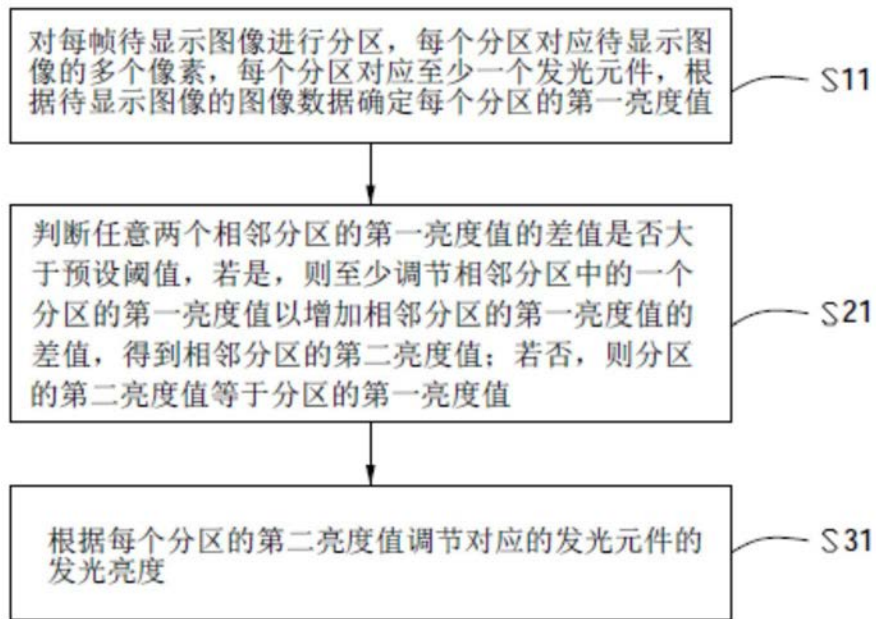 对每帧待显示图像进行分区，每个分区对应待显示图
像的多个像素，每个分区对应至少一个发光元件，根
据待显示图像的图像数据确定每个分区的第一亮度值
S11
判断任意两个相邻分区的第一亮度值的差值是否大
于预设阈值，若是，则至少调节相邻分区中的一个
分区的第一亮度值以增加相邻分区的第一亮度值的
差值，得到相邻分区的第二亮度值；若否，则分区
的第二亮度值等于分区的第一亮度值
S21
根据每个分区的第二亮度值调节对应的发光元件的
发光亮度
S31